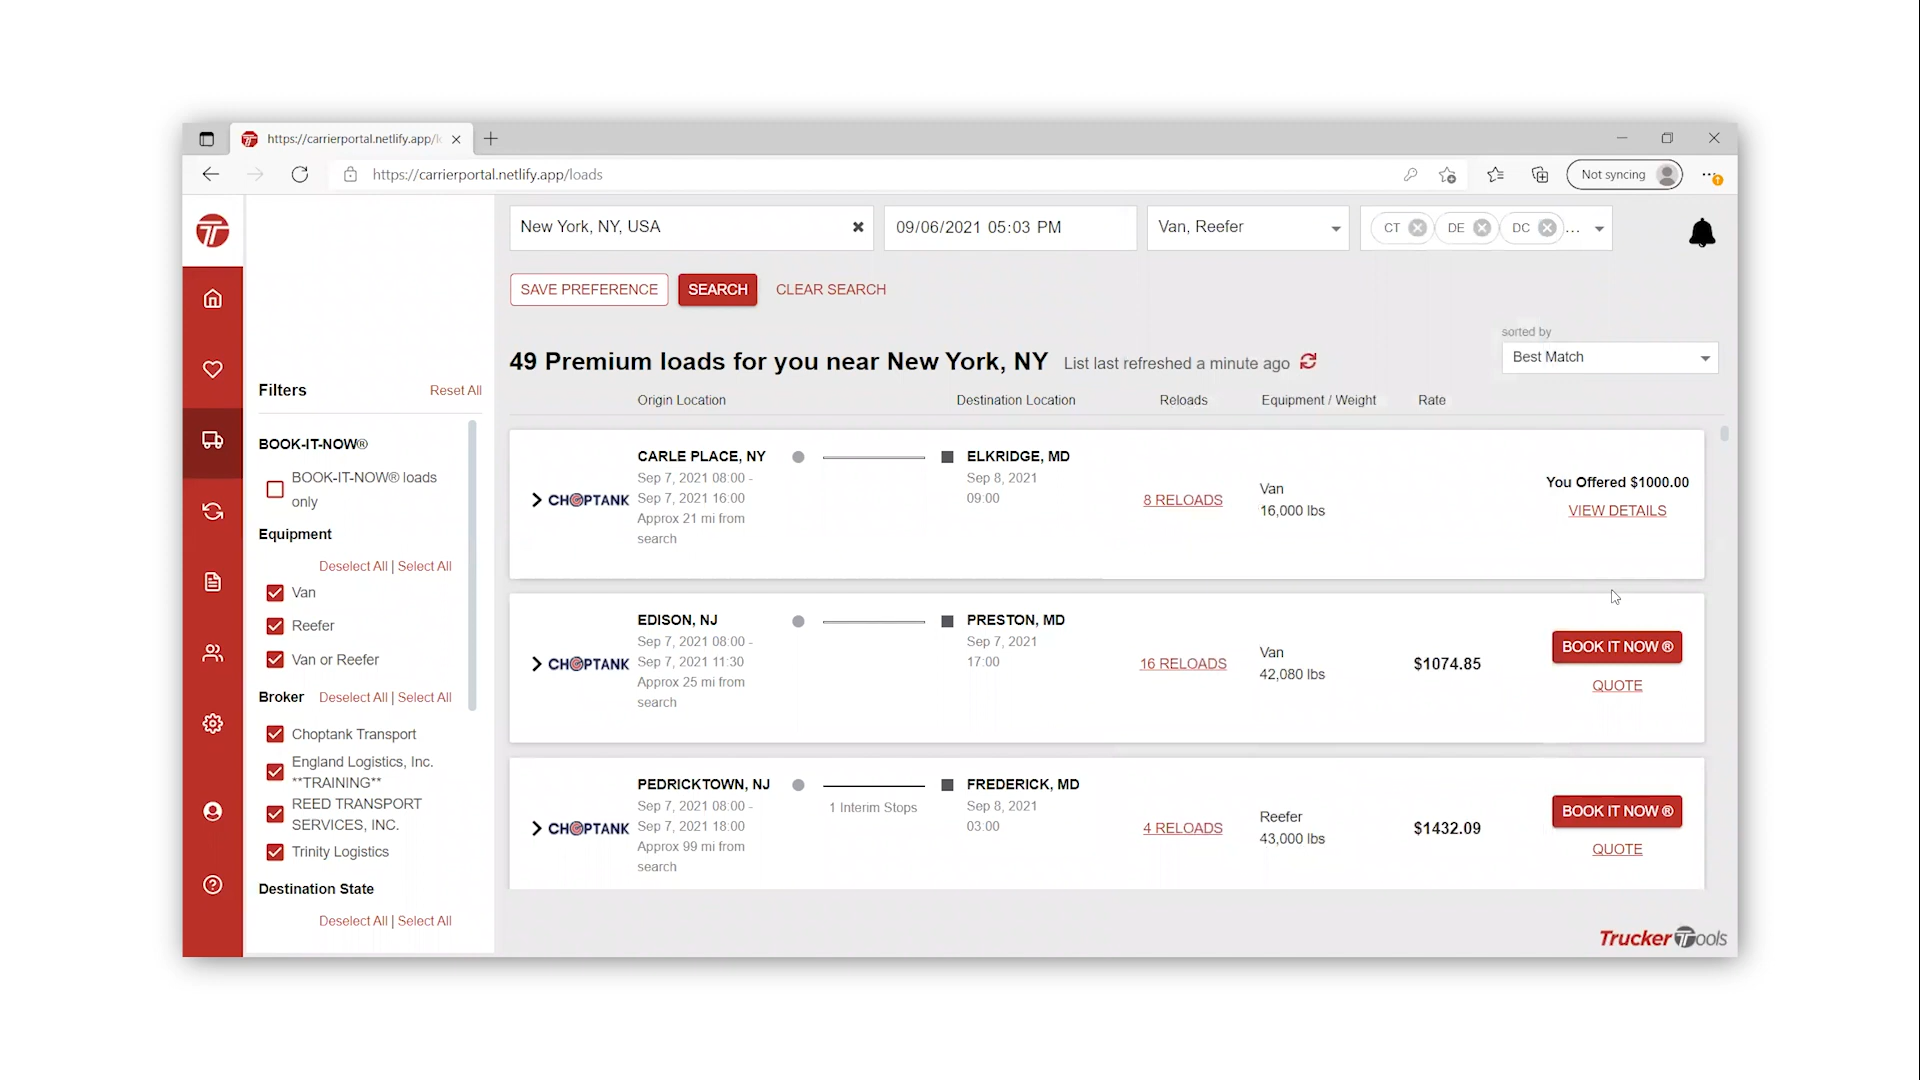 https://carrierportal.netlify.app/l
https://carrierportal.netlify.app/loads
Not syncing
New York, NY, USA
09/06/2021 05:03 PM
Van, Reefer
CT DE DC ...
SAVE PREFERENCE SEARCH CLEAR SEARCH
sorted by
Best Match
49 Premium loads for you near New York, NY List last refreshed a minute ago
Origin Location Destination Location Reloads Equipment / Weight Rate
Filters Reset All
BOOK-IT-NOW®
BOOK-IT-NOW® loads
only
Equipment
Deselect All | Select All
Van
Reefer
Van or Reefer
Broker Deselect All | Select All
Choptank Transport
England Logistics, Inc.
**TRAINING**
REED TRANSPORT
SERVICES, INC.
Trinity Logistics
Destination State
Deselect All | Select All
CHOPTANK
CARLE PLACE, NY
Sep 7, 2021 08:00 -
Sep 7, 2021 16:00
Approx 21 mi from
search
ELKRIDGE, MD
Sep 8, 2021
09:00
8 RELOADS
Van
16,000 lbs
You Offered $1000.00
VIEW DETAILS
CHOPTANK
EDISON, NJ
Sep 7, 2021 08:00 -
Sep 7, 2021 11:30
Approx 25 mi from
search
PRESTON, MD
Sep 7, 2021
17:00
16 RELOADS
Van
42,080 lbs
$1074.85
BOOK IT NOW ®
QUOTE
CHOPTANK
PEDRICKTOWN, NJ
Sep 7, 2021 08:00 -
Sep 7, 2021 18:00
Approx 99 mi from
search
1 Interim Stops
FREDERICK, MD
Sep 8, 2021
03:00
4 RELOADS
Reefer
43,000 lbs
$1432.09
BOOK IT NOW ®
QUOTE
Trucker Tools